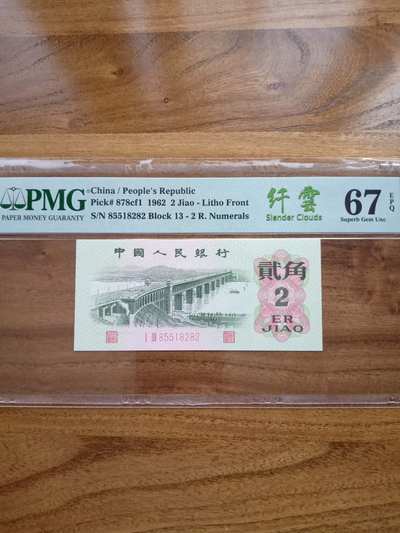 PMG
PAPER MONEY GUARANTY
China / People's Republic
Pick# 878cf1 1962 2 Jiao - Litho Front
S/N 85518282 Block 13 - 2 R. Numerals
纤雲
Slender Clouds
67 EPQ
Superb Gem Unc
中國人民銀行
貳角
2
ER
JIAO
I III 85518282